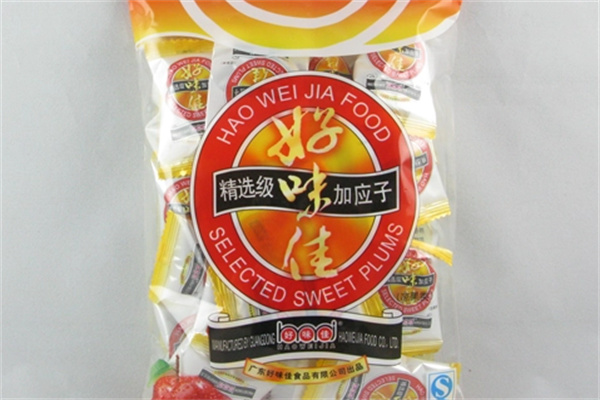 HAO WEI JIA FOOD
好味佳
精选级
加应子
SELECTED SWEET PLUMS
MANUFACTURED BY GUANGDONG
好味佳
HAOWEIJIA
HAOWEIJIA FOOD CO., LTD.
广东好味佳食品有限公司出品